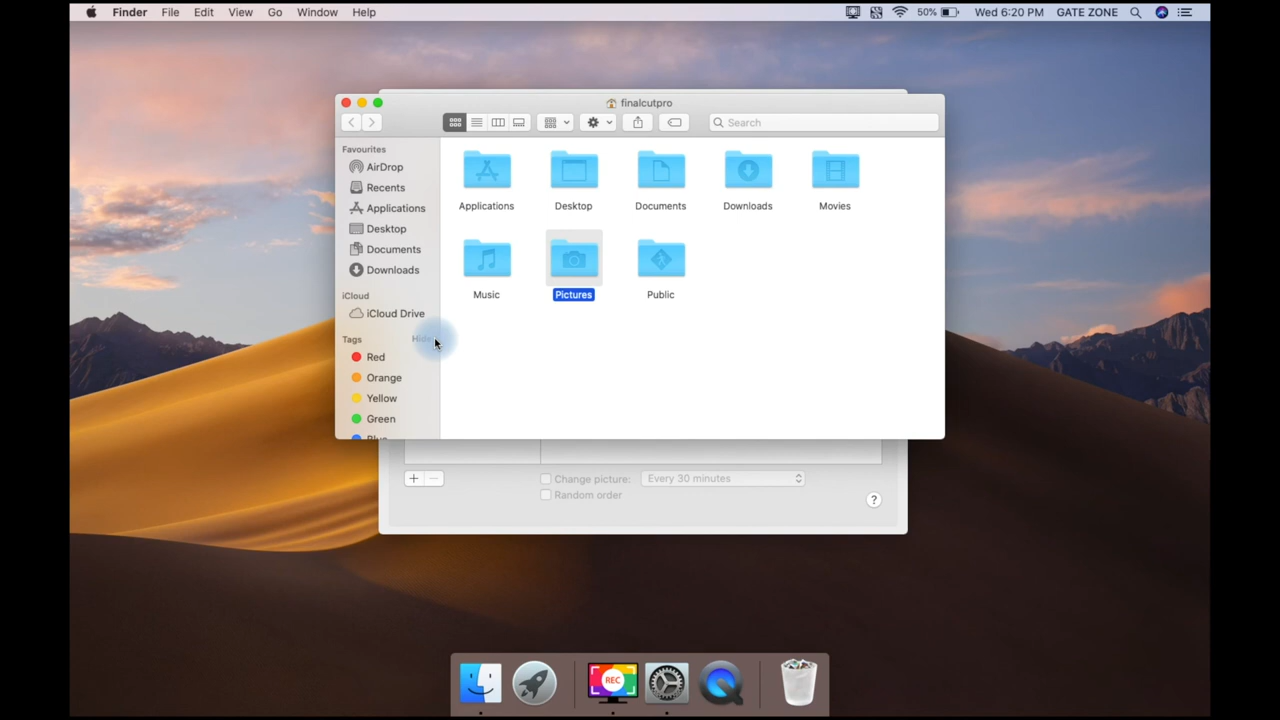 Finder File Edit View Go Window Help 50% Wed 6:20 PM GATE ZONE
finalcutpro
Search
Favourites
AirDrop
Recents
Applications
Desktop
Documents
Downloads
iCloud
iCloud Drive
Tags Hide
Red
Orange
Yellow
Green
Blue
Applications Desktop Documents Downloads Movies
Music Pictures Public
+ − Change picture: Every 30 minutes
Random order
?
REC